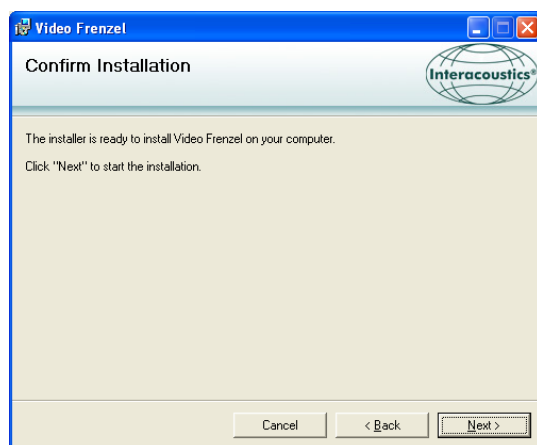 Video Frenzel
Confirm Installation
Interacoustics®
The installer is ready to install Video Frenzel on your computer.
Click "Next" to start the installation.
Cancel
< Back
Next >